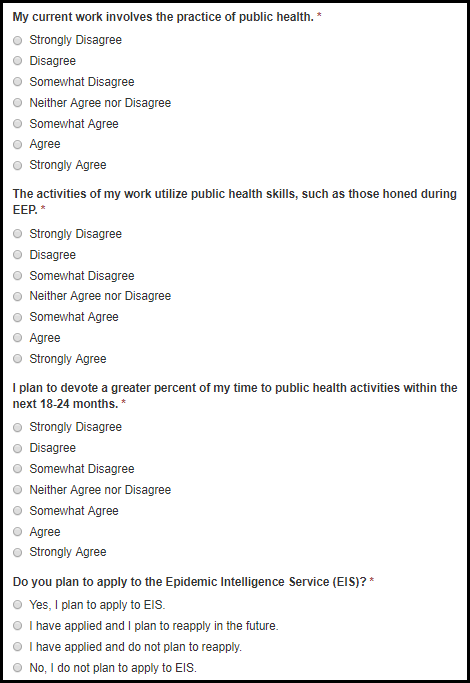 My current work involves the practice of public health. *
Strongly Disagree
Disagree
Somewhat Disagree
Neither Agree nor Disagree
Somewhat Agree
Agree
Strongly Agree
The activities of my work utilize public health skills, such as those honed during
EEP. *
Strongly Disagree
Disagree
Somewhat Disagree
Neither Agree nor Disagree
Somewhat Agree
Agree
Strongly Agree
I plan to devote a greater percent of my time to public health activities within the
next 18-24 months. *
Strongly Disagree
Disagree
Somewhat Disagree
Neither Agree nor Disagree
Somewhat Agree
Agree
Strongly Agree
Do you plan to apply to the Epidemic Intelligence Service (EIS)? *
Yes, I plan to apply to EIS.
I have applied and I plan to reapply in the future.
I have applied and do not plan to reapply.
No, I do not plan to apply to EIS.